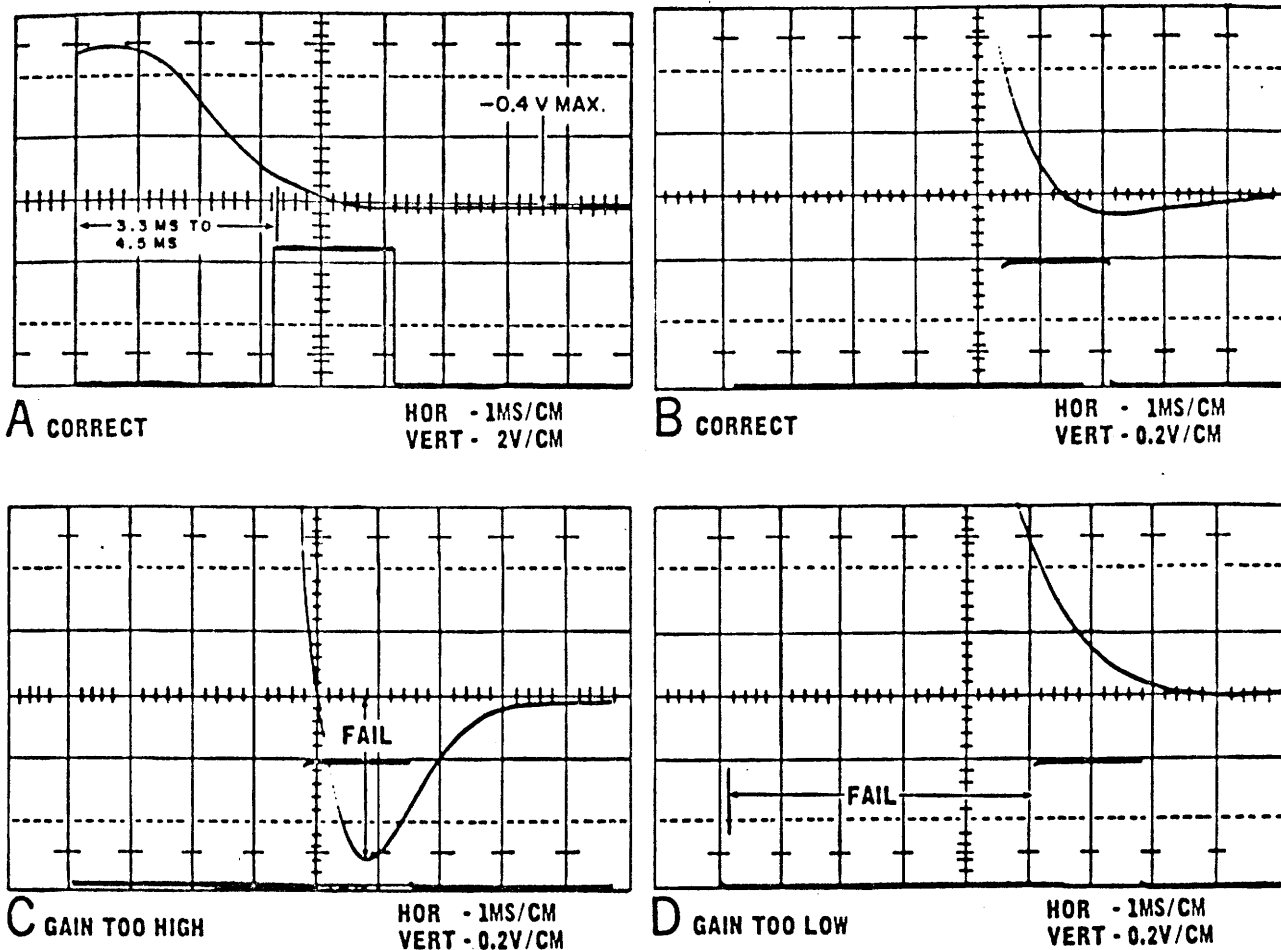 -0.4 V MAX.
3.3 MS TO
4.5 MS
A CORRECT
HOR - 1MS/CM
VERT - 2V/CM
B CORRECT
HOR - 1MS/CM
VERT - 0.2V/CM
FAIL
C GAIN TOO HIGH
HOR - 1MS/CM
VERT - 0.2V/CM
FAIL
D GAIN TOO LOW
HOR - 1MS/CM
VERT - 0.2V/CM